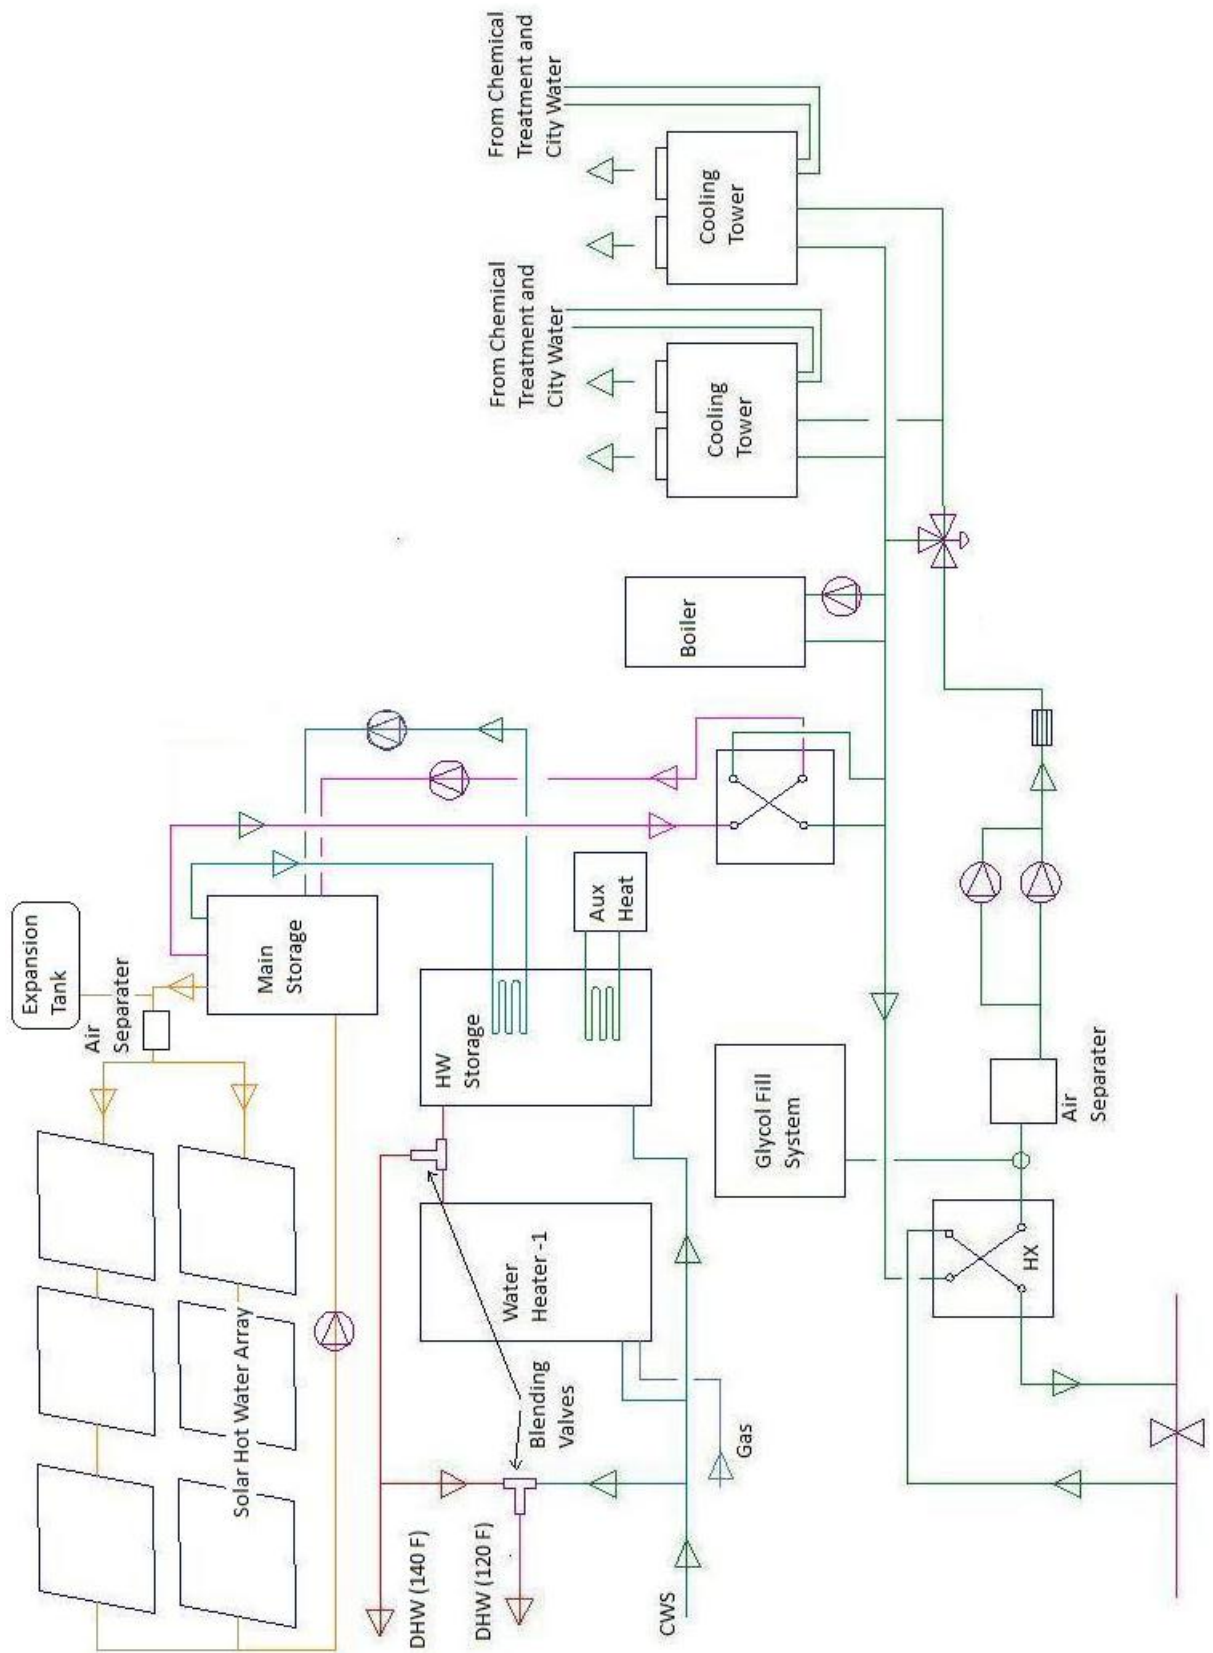 Expansion
Tank
Air
Separater
Solar Hot Water Array
Main
Storage
From Chemical
Treatment and
City Water
From Chemical
Treatment and
City Water
Cooling
Tower
Cooling
Tower
Boiler
Aux
Heat
HW
Storage
Water
Heater -1
Blending
Valves
DHW (140 F)
DHW (120 F)
CWS
Gas
Glycol Fill
System
Air
Separater
HX